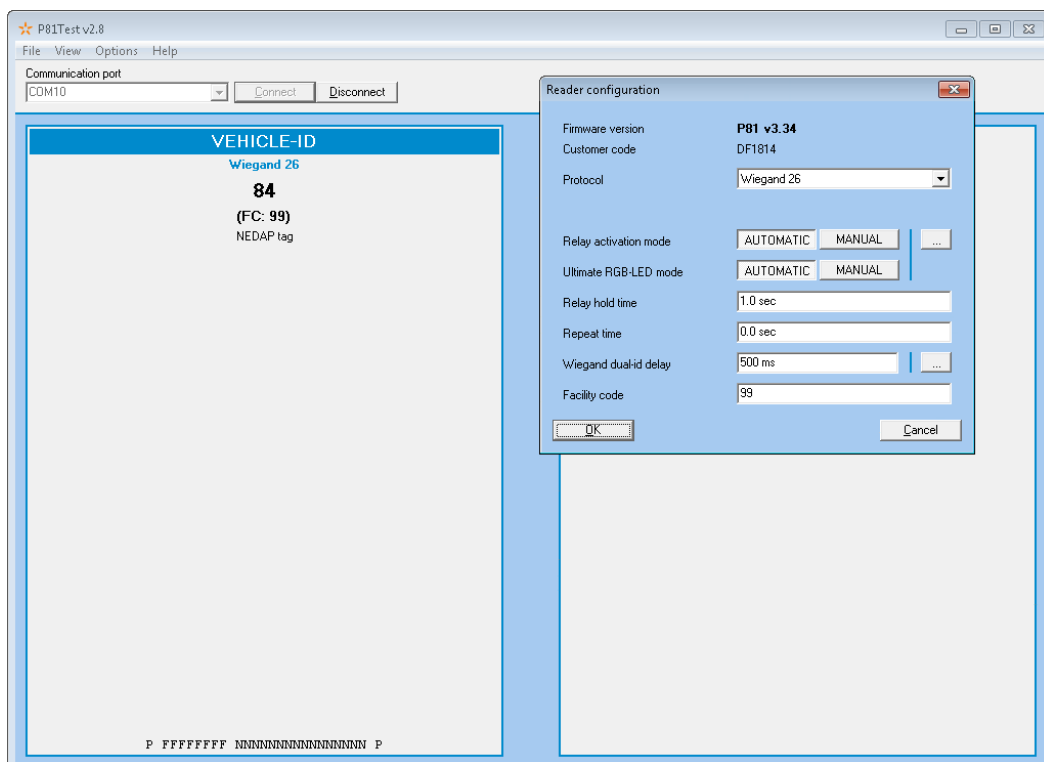 P81Test v2.8
File View Options Help
Communication port
COM10 Connect Disconnect
VEHICLE-ID
Wiegand 26
84
(FC: 99)
NEDAP tag
P FFFFFFFF NNNNNNNNNNNNNNNN P
Reader configuration
Firmware version P81 v3.34
Customer code DF1814
Protocol Wiegand 26
Relay activation mode AUTOMATIC MANUAL ...
Ultimate RGB-LED mode AUTOMATIC MANUAL
Relay hold time 1.0 sec
Repeat time 0.0 sec
Wiegand dual-id delay 500 ms ...
Facility code 99
OK Cancel